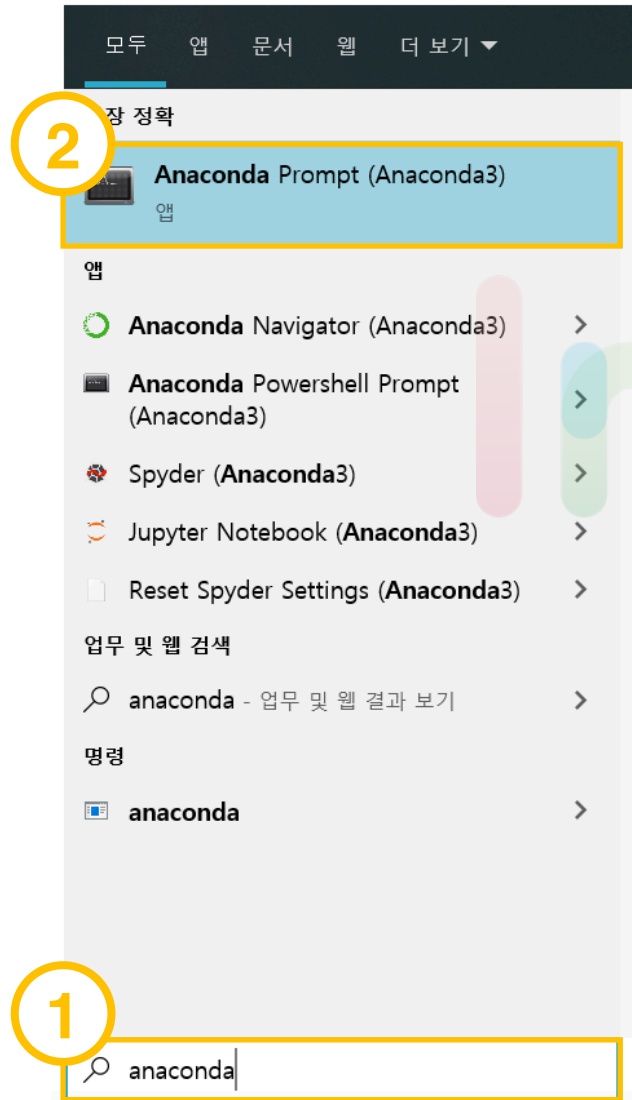 모두 앱 문서 웹 더 보기
장 정확
2
Anaconda Prompt (Anaconda3)
앱
앱
Anaconda Navigator (Anaconda3)
Anaconda Powershell Prompt
(Anaconda3)
Spyder (Anaconda3)
Jupyter Notebook (Anaconda3)
Reset Spyder Settings (Anaconda3)
업무 및 웹 검색
anaconda - 업무 및 웹 결과 보기
명령
anaconda
1
anaconda